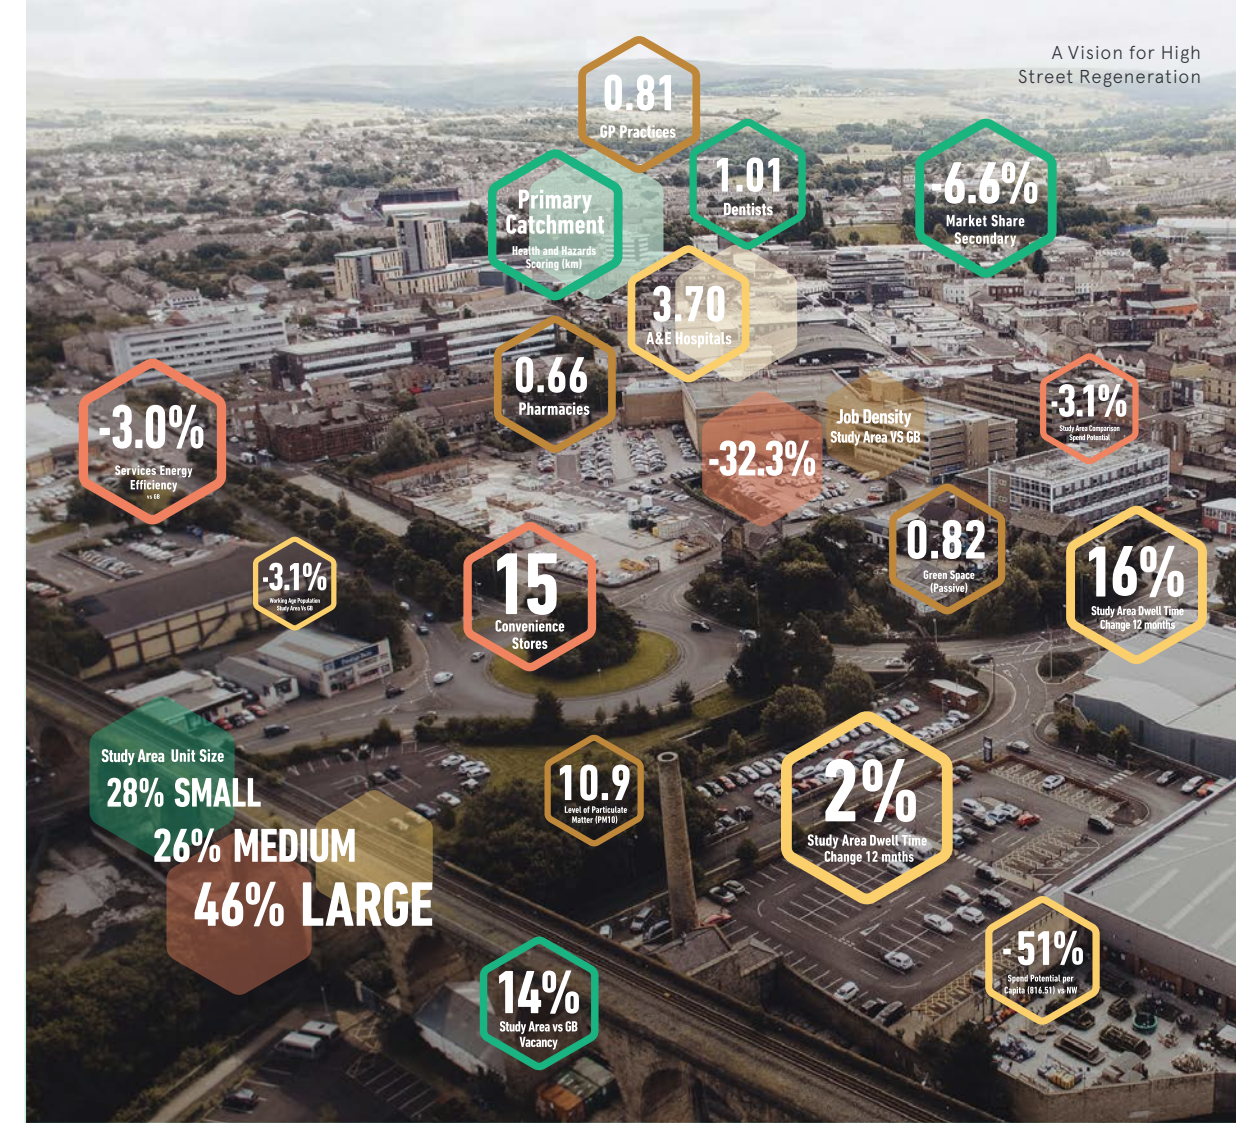 A Vision for High
Street Regeneration
0.81
GP Practices
1.01
Dentists
-6.6%
Market Share
Secondary
Primary
Catchment
Health and Hazards
Scoring (km)
3.70
A&E Hospitals
0.66
Pharmacies
-3.0%
Services Energy
Efficiency
vs GB
Job Density
Study Area VS GB
-32.3%
-3.1%
Study Area Comparison
Spend Potential
0.82
Green Space
(Passive)
16%
Study Area Dwell Time
Change 12 months
-3.1%
Working Age Population
Study Area Vs GB
15
Convenience
Stores
Study Area Unit Size
28% SMALL
26% MEDIUM
46% LARGE
10.9
Level of Particulate
Matter (PM10)
2%
Study Area Dwell Time
Change 12 mnths
-51%
Spend Potential per
Capita (816.51) vs NW
14%
Study Area vs GB
Vacancy